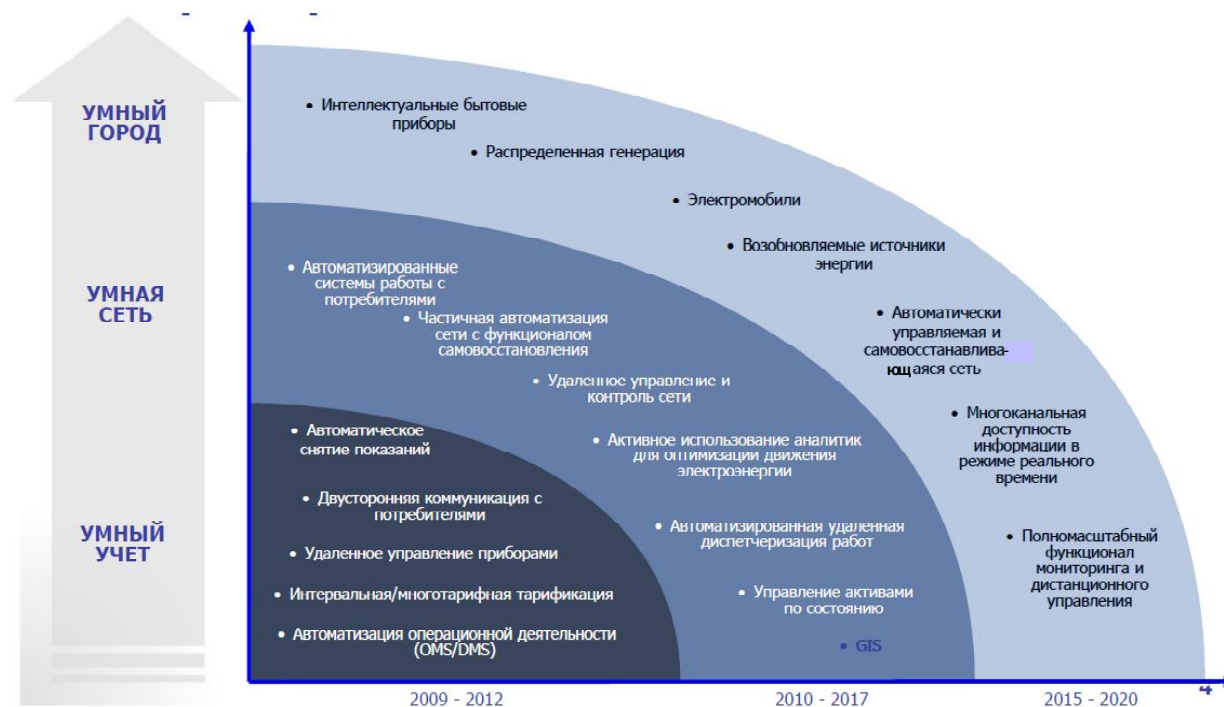 УМНЫЙ
ГОРОД
• Интеллектуальные бытовые
приборы
• Распределенная генерация
• Электромобили
• Возобновляемые источники
энергии
• Автоматически
управляемая и
самовосстанавлива-
ющаяся сеть
• Многоканальная
доступность
информации в
режиме реального
времени
• Полномасштабный
функционал
мониторинга и
дистанционного
управления
УМНАЯ
СЕТЬ
• Автоматизированные
системы работы с
потребителями
• Частичная автоматизация
сети с функционалом
самовосстановления
• Удаленное управление и
контроль сети
• Активное использование аналитик
для оптимизации движения
электроэнергии
• Автоматизированная удаленная
диспетчеризация работ
• Управление активами
по состоянию
• GIS
УМНЫЙ
УЧЕТ
• Автоматическое
снятие показаний
• Двусторонняя коммуникация с
потребителями
• Удаленное управление приборами
• Интервальная/многотарифная тарификация
• Автоматизация операционной деятельности
(OMS/DMS)
2009 - 2012
2010 - 2017
2015 - 2020
4